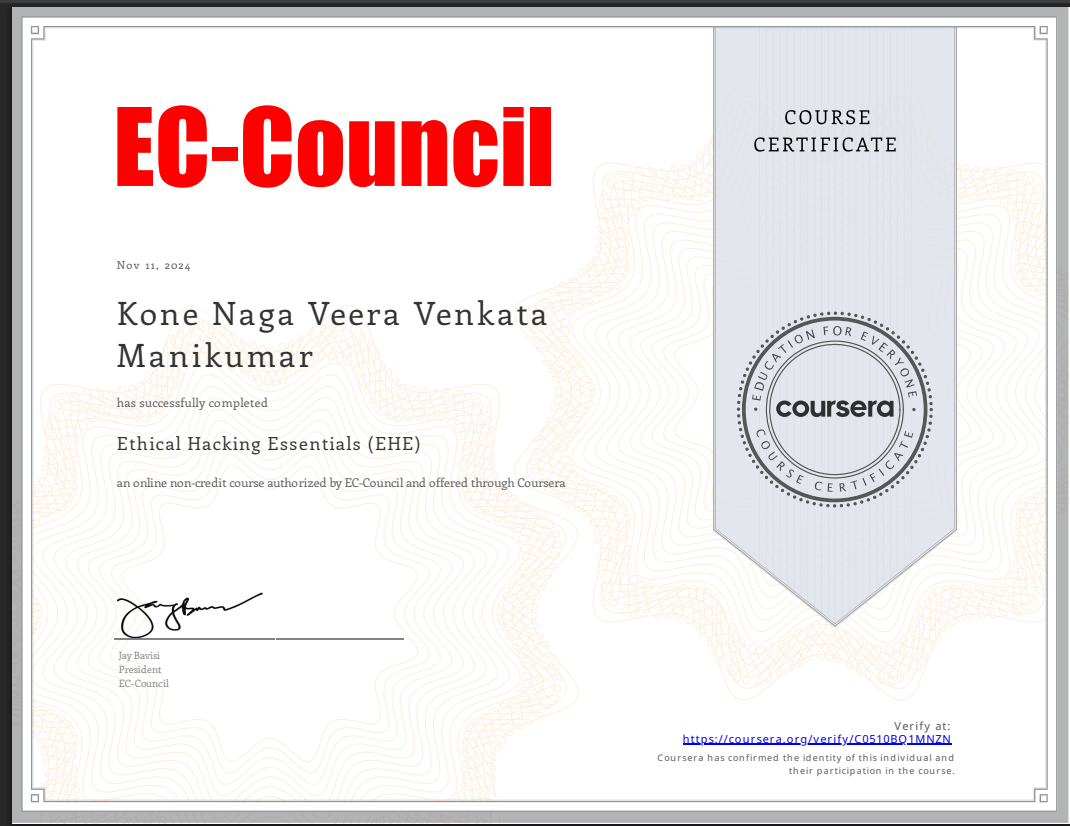 EC-Council
COURSE
CERTIFICATE
Nov 11, 2024
Kone Naga Veera Venkata
Manikumar
has successfully completed
Ethical Hacking Essentials (EHE)
an online non-credit course authorized by EC-Council and offered through Coursera
EDUCATION FOR EVERYONE
coursera
COURSE CERTIFICATE
Jay Bavisi
President
EC-Council
Verify at:
https://coursera.org/verify/C0510BQ1MNZN
Coursera has confirmed the identity of this individual and
their participation in the course.